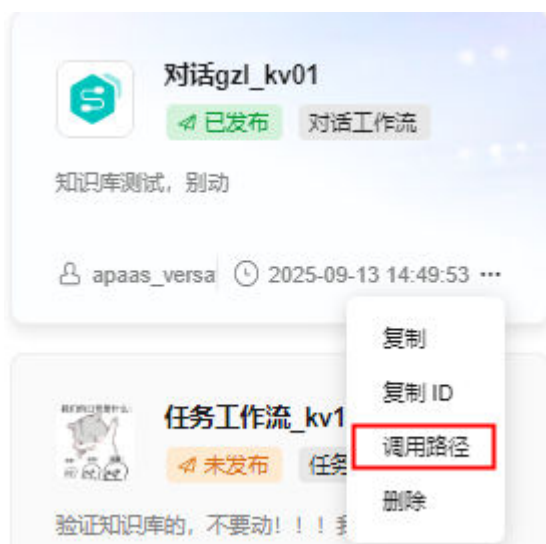 对话gzl_kv01
已发布 对话工作流
知识库测试，别动
apaas_versa 2025-09-13 14:49:53 ...
复制
复制 ID
调用路径
删除
任务工作流_kv1
未发布 任务
验证知识库的，不要动！！！